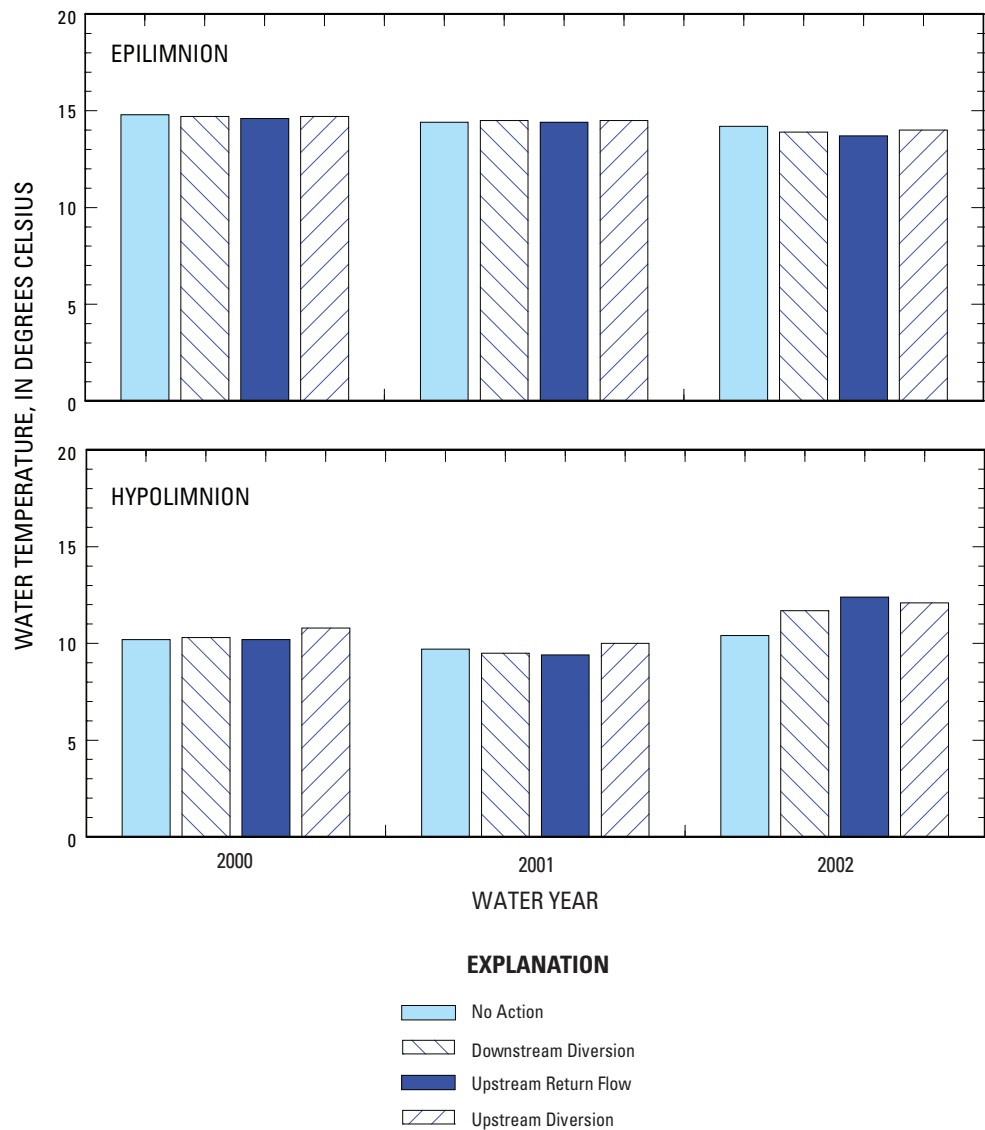 WATER TEMPERATURE, IN DEGREES CELSIUS
20
EPILIMNION
15
10
5
0
20
HYPOLIMNION
15
10
5
0
2000
2001
2002
WATER YEAR
EXPLANATION
No Action
Downstream Diversion
Upstream Return Flow
Upstream Diversion